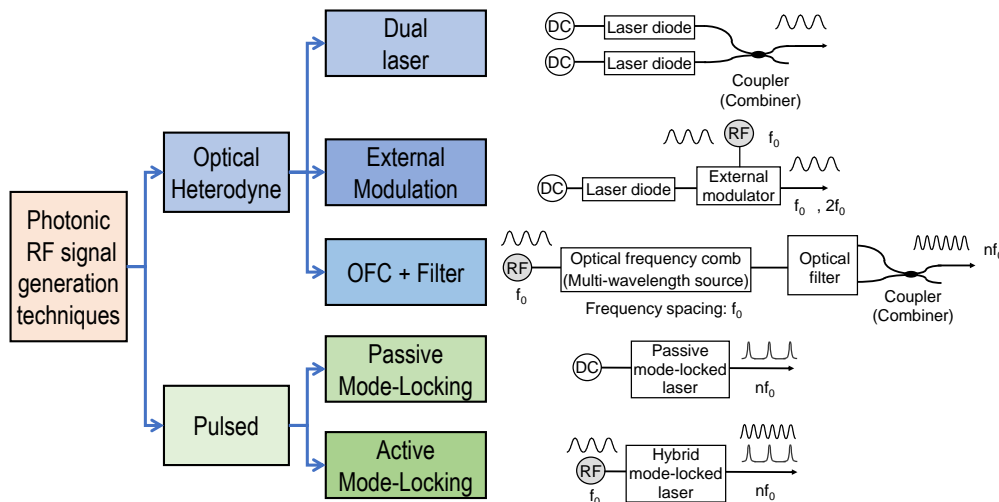 Photonic
RF signal
generation
techniques
Optical
Heterodyne
Pulsed
Dual
laser
External
Modulation
OFC + Filter
Passive
Mode-Locking
Active
Mode-Locking
DC
Laser diode
DC
Laser diode
Coupler
(Combiner)
RF
f₀
DC
Laser diode
External
modulator
f₀ , 2f₀
RF
f₀
Optical frequency comb
(Multi-wavelength source)
Frequency spacing: f₀
Optical
filter
nf₀
Coupler
(Combiner)
DC
Passive
mode-locked
laser
nf₀
RF
f₀
Hybrid
mode-locked
laser
nf₀